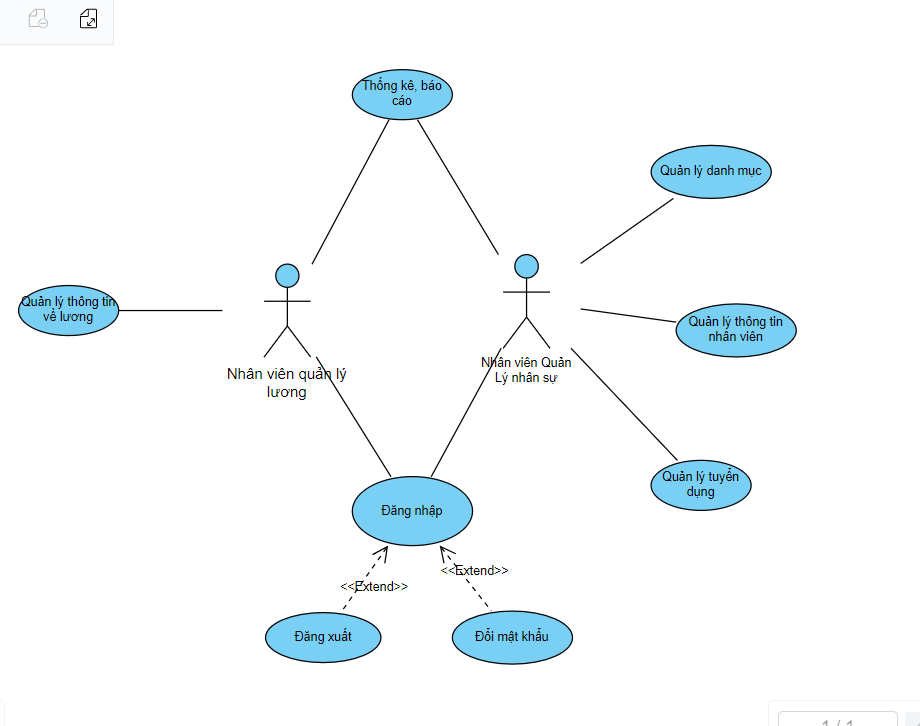 Thống kê, báo
cáo
Quản lý danh mục
Quản lý thông tin
về lương
Quản lý thông tin
nhân viên
Nhân viên quản lý
lương
Nhân viên Quản
Lý nhân sự
Quản lý tuyển
dụng
Đăng nhập
<<Extend>>
<<Extend>>
Đăng xuất
Đổi mật khẩu
1 / 1